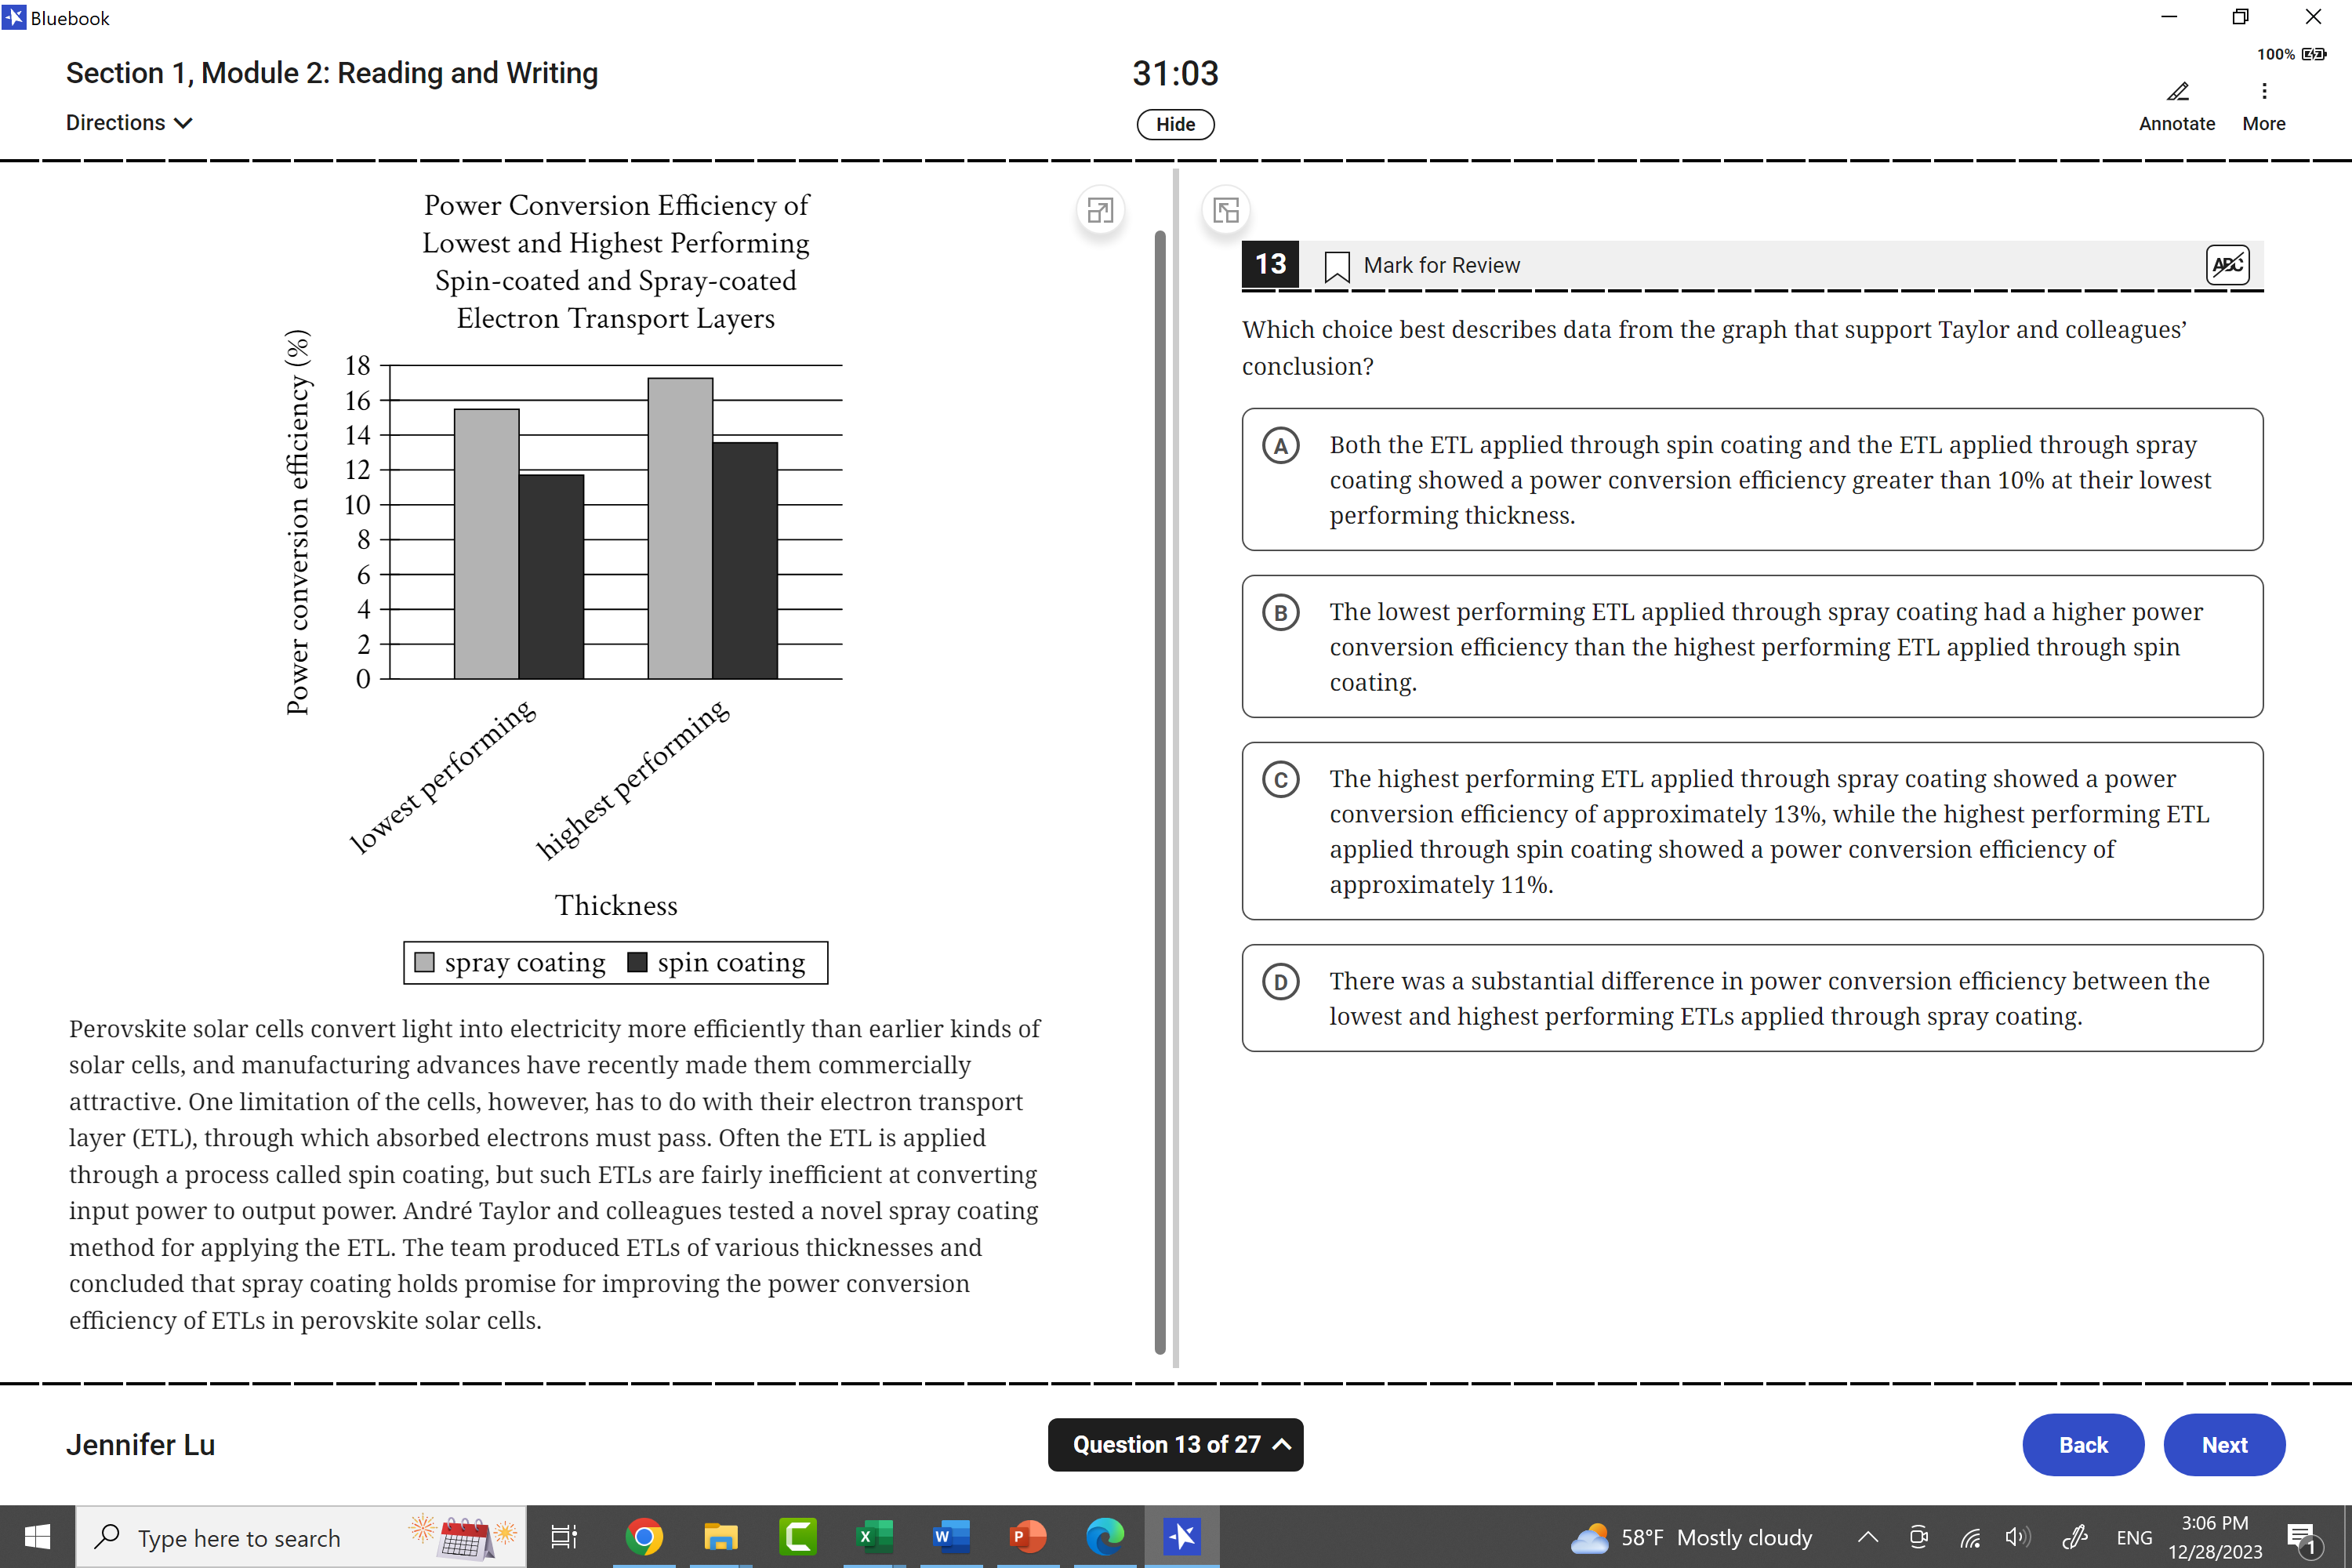 Bluebook
100%
Section 1, Module 2: Reading and Writing
31:03
Directions
Hide
Annotate
More
Power Conversion Efficiency of
Lowest and Highest Performing
Spin-coated and Spray-coated
Electron Transport Layers
Power conversion efficiency (%)
18
16
14
12
10
8
6
4
2
0
lowest performing
highest performing
Thickness
spray coating
spin coating
Perovskite solar cells convert light into electricity more efficiently than earlier kinds of
solar cells, and manufacturing advances have recently made them commercially
attractive. One limitation of the cells, however, has to do with their electron transport
layer (ETL), through which absorbed electrons must pass. Often the ETL is applied
through a process called spin coating, but such ETLs are fairly inefficient at converting
input power to output power. André Taylor and colleagues tested a novel spray coating
method for applying the ETL. The team produced ETLs of various thicknesses and
concluded that spray coating holds promise for improving the power conversion
efficiency of ETLs in perovskite solar cells.
13
Mark for Review
ABC
Which choice best describes data from the graph that support Taylor and colleagues’
conclusion?
A
Both the ETL applied through spin coating and the ETL applied through spray
coating showed a power conversion efficiency greater than 10% at their lowest
performing thickness.
B
The lowest performing ETL applied through spray coating had a higher power
conversion efficiency than the highest performing ETL applied through spin
coating.
C
The highest performing ETL applied through spray coating showed a power
conversion efficiency of approximately 13%, while the highest performing ETL
applied through spin coating showed a power conversion efficiency of
approximately 11%.
D
There was a substantial difference in power conversion efficiency between the
lowest and highest performing ETLs applied through spray coating.
Jennifer Lu
Question 13 of 27
Back
Next
Type here to search
X
W
P
58°F Mostly cloudy
ENG
3:06 PM
12/28/2023
1